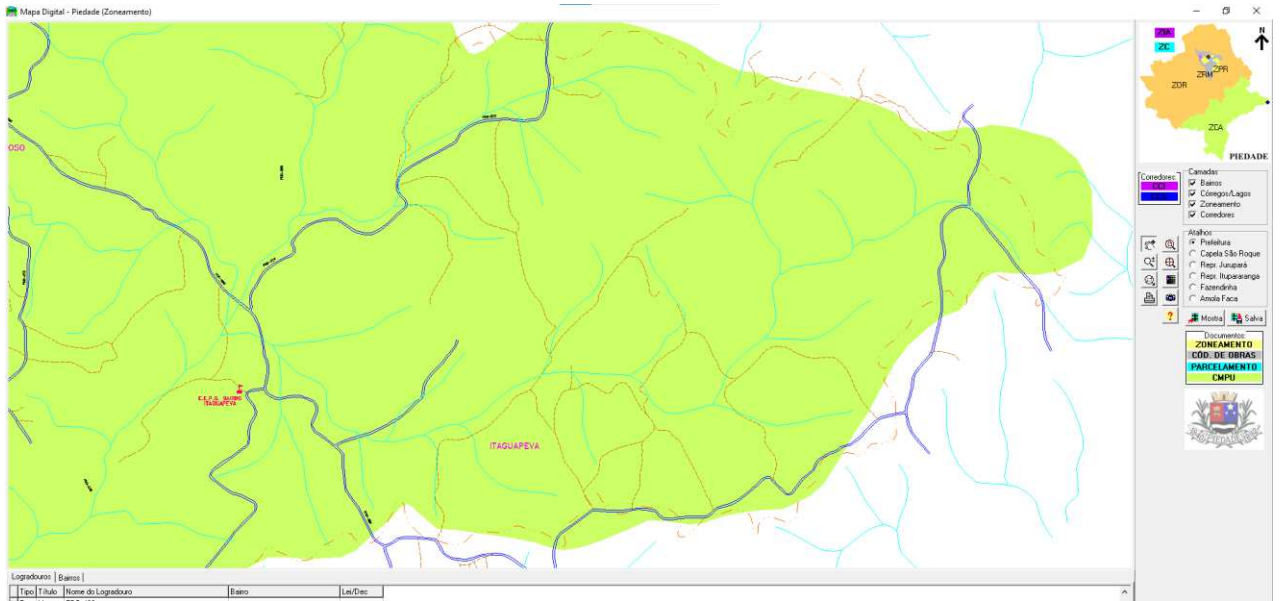 Mapa Digital - Piedade (Zoneamento)
ZIA
ZC
N
ZPR
ZRM
ZDR
ZCA
PIEDADE
Corredores:
CCI
Camadas
Bairros
Córregos/Lagos
Zoneamento
Corredores
Atalhos
Prefeitura
Capela São Roque
Repr. Jurupará
Repr. Itupararanga
Fazendinha
Amola Faca
Mostra
Salva
Documentos:
ZONEAMENTO
CÓD. DE OBRAS
PARCELAMENTO
CMPU
OSO
E.E.P.G. BAIRRO
ITAGUAPEVA
ITAGUAPEVA
Logradouros
Bairros
Tipo Título Nome do Logradouro Bairro Lei/Dec